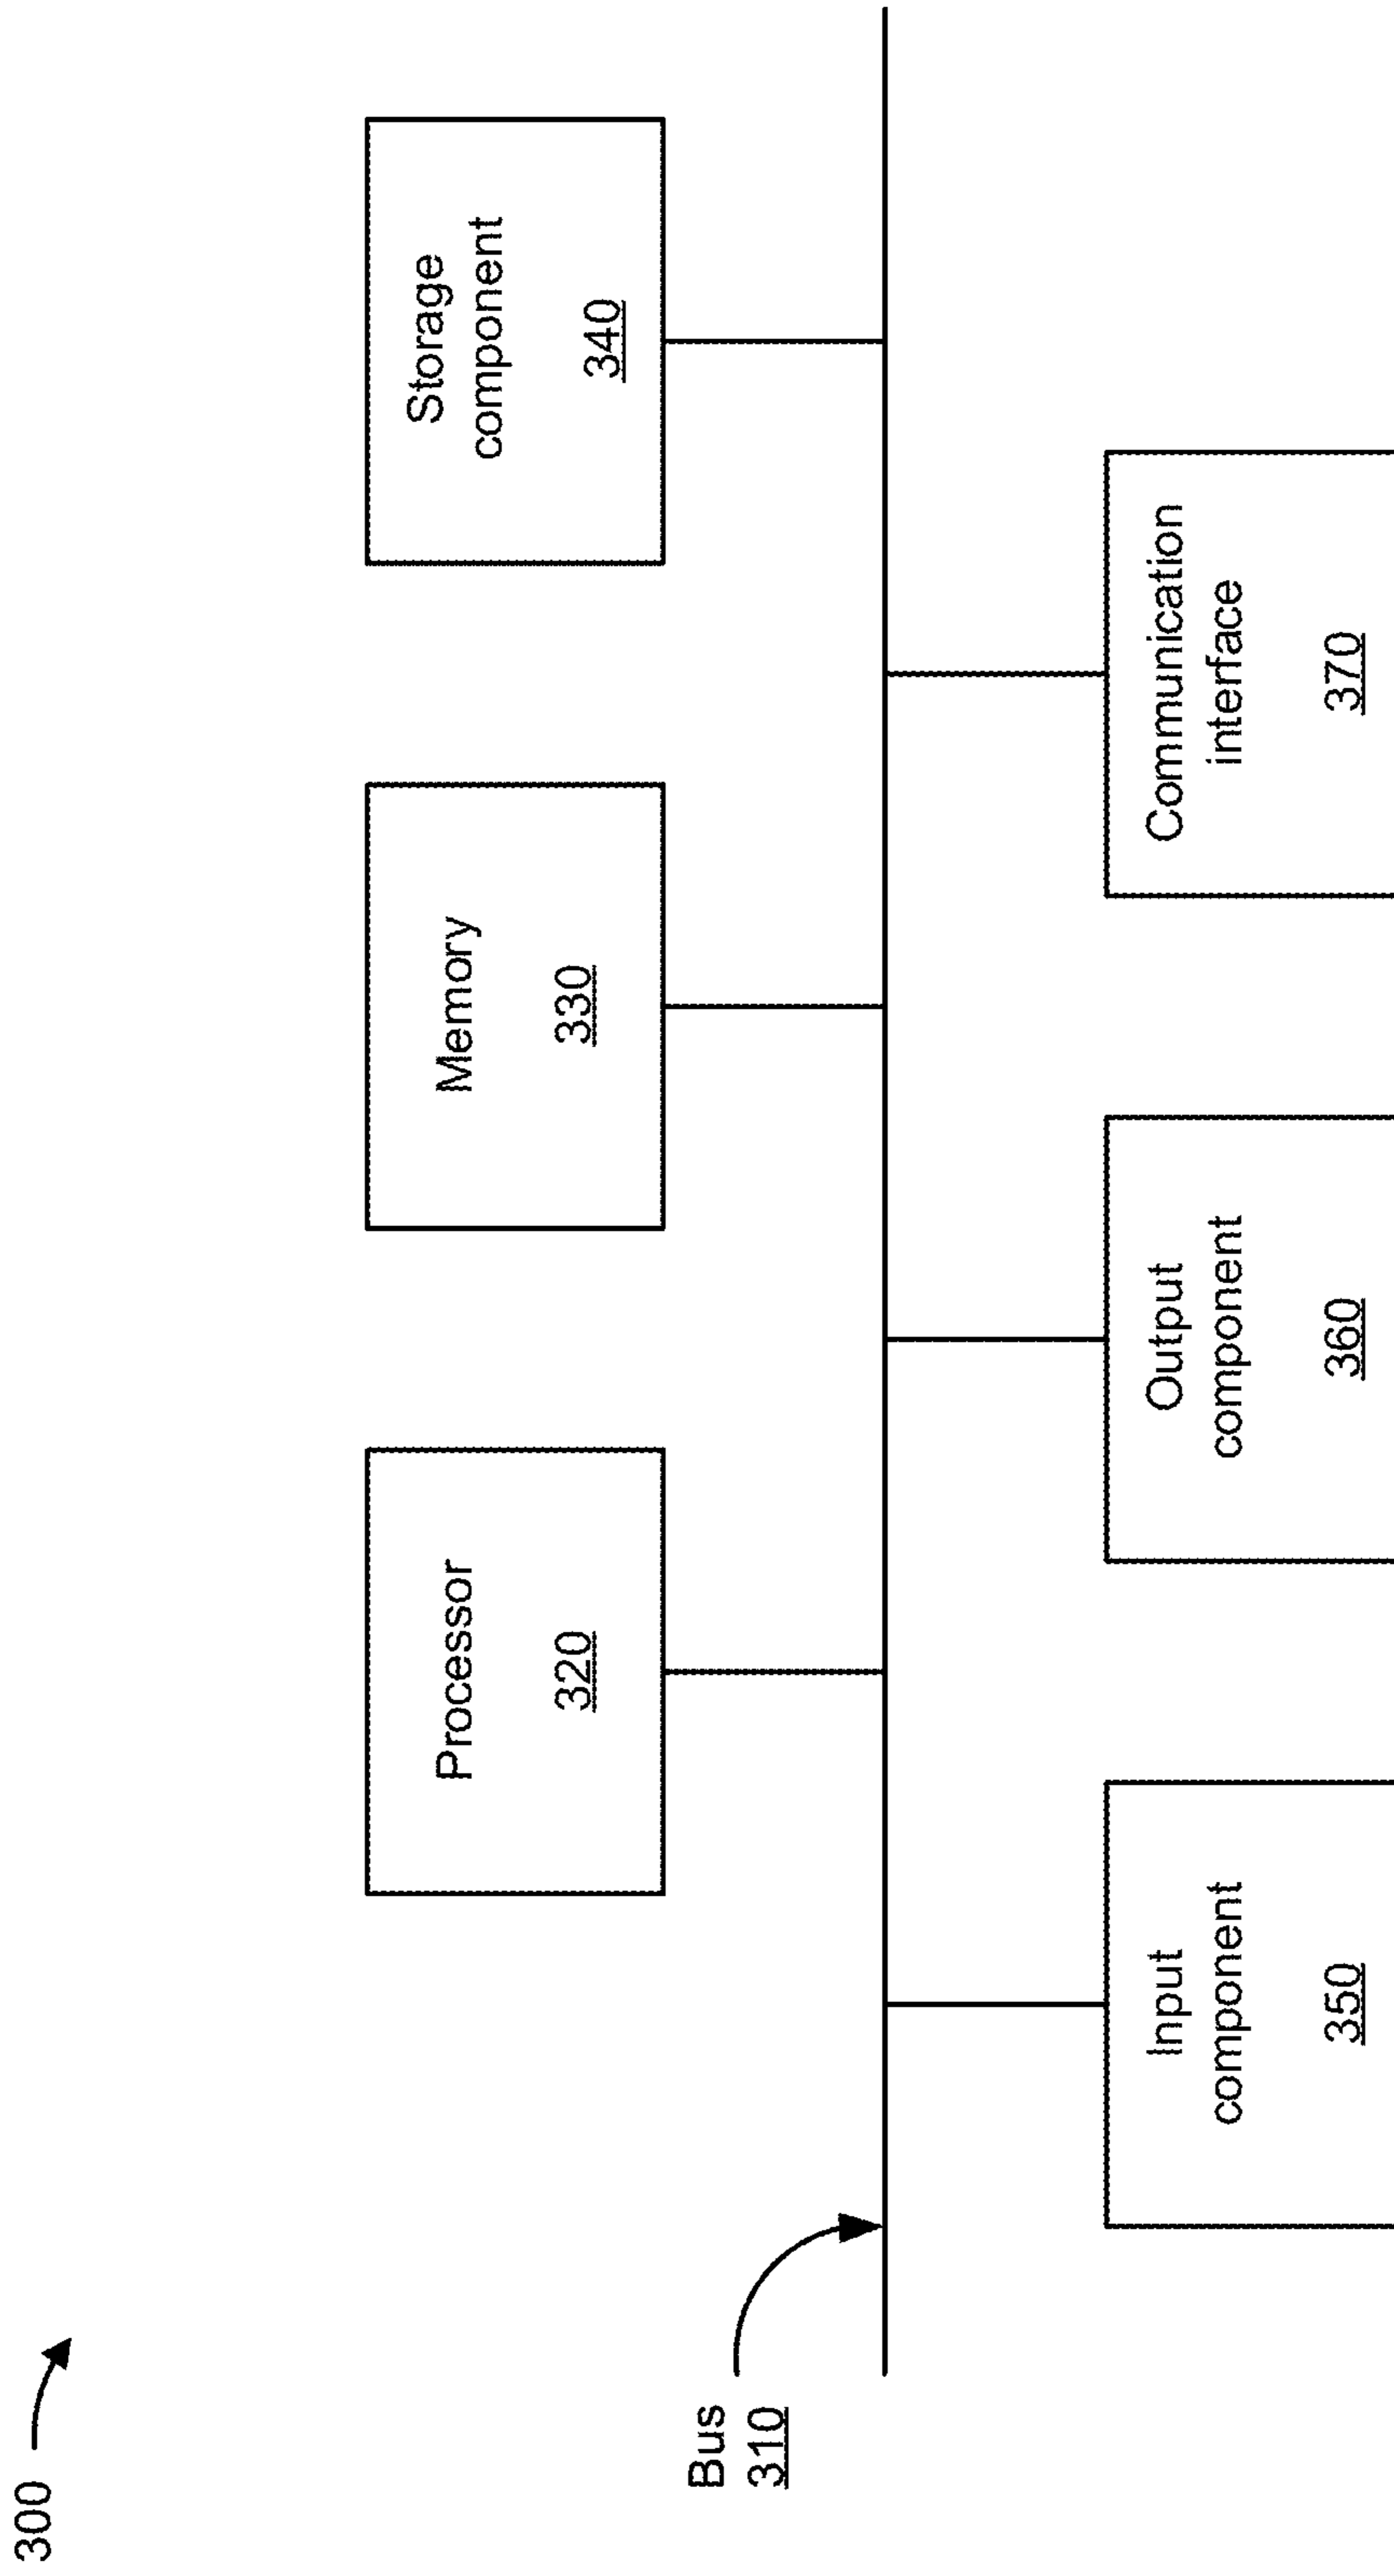 300
Processor
320
Memory
330
Storage
component
340
Bus
310
Input
component
350
Output
component
360
Communication
interface
370